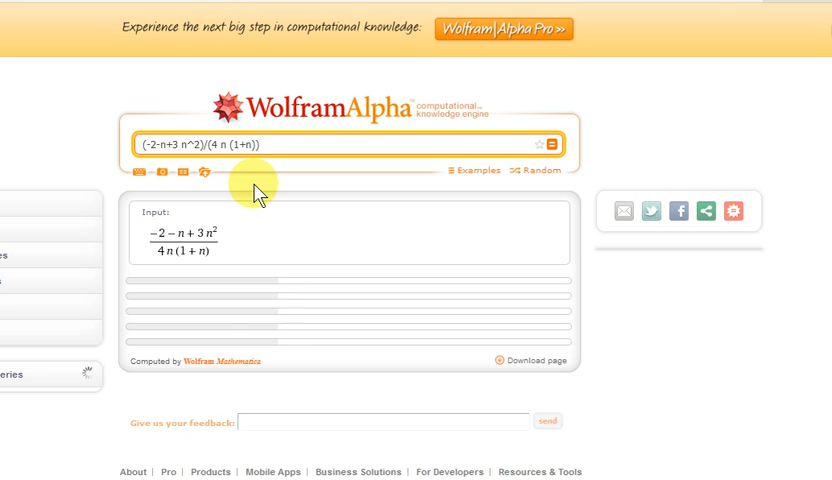 Experience the next big step in computational knowledge: Wolfram|Alpha Pro»
WolframAlpha™ computational...
knowledge engine
(-2-n+3 n^2)/(4 n (1+n))
Examples Random
Input:
−2 − n + 3 n²
4 n (1 + n)
es
s
eries
Computed by Wolfram Mathematica
Download page
Give us your feedback: send
About | Pro | Products | Mobile Apps | Business Solutions | For Developers | Resources & Tools